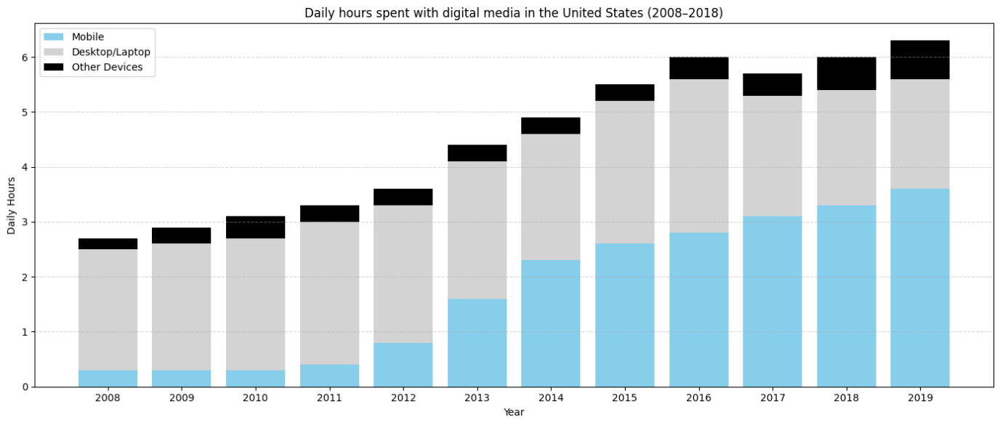 Daily hours spent with digital media in the United States (2008–2018)
Mobile
Desktop/Laptop
Other Devices
Daily Hours
6
5
4
3
2
1
0
2008 2009 2010 2011 2012 2013 2014 2015 2016 2017 2018 2019
Year